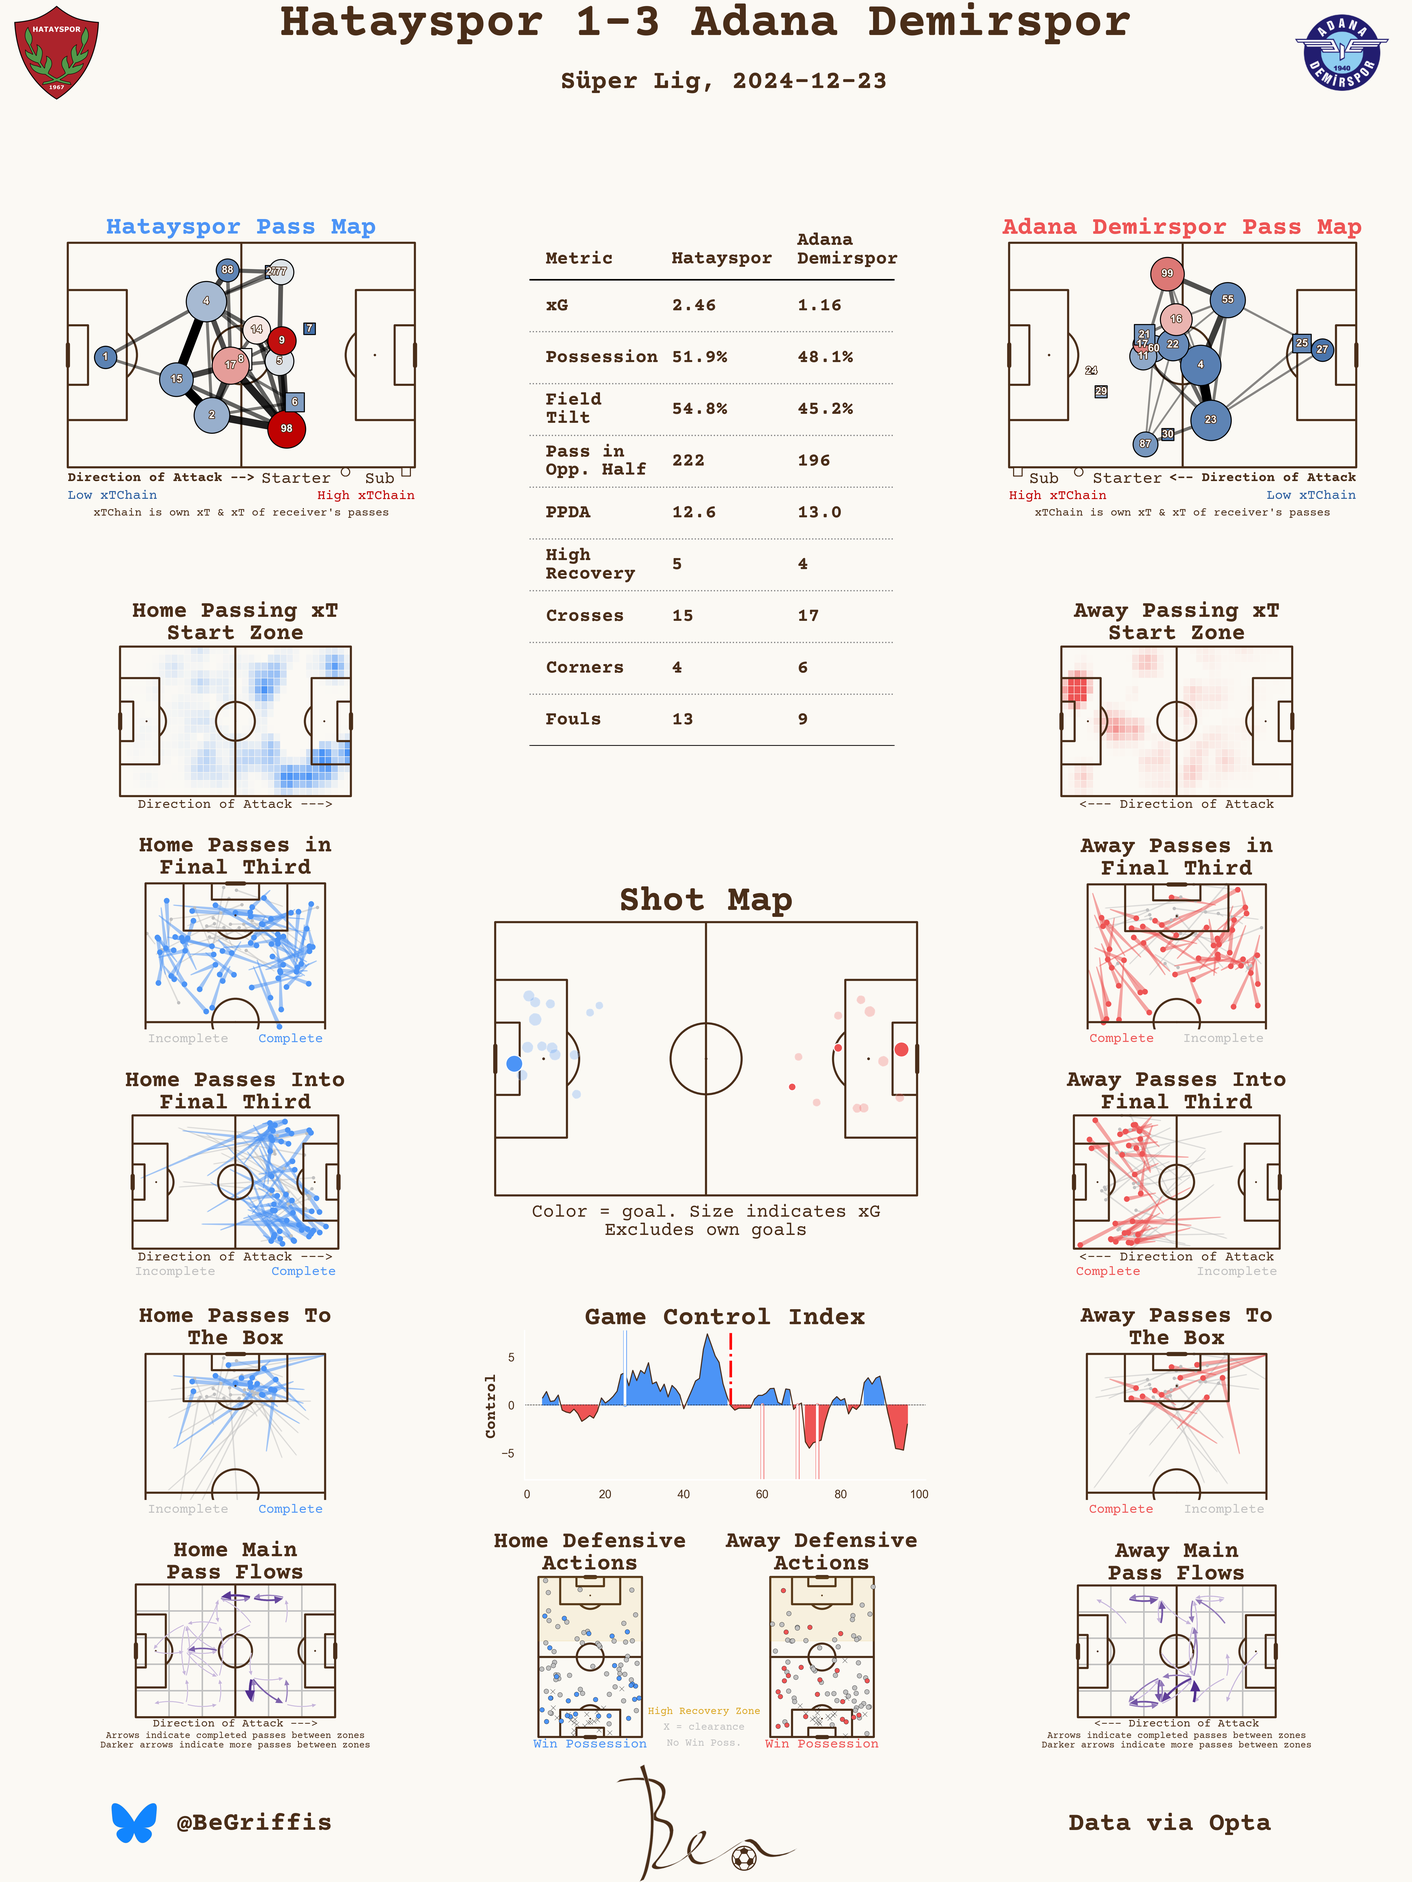 Hatayspor 1-3 Adana Demirspor
Süper Lig, 2024-12-23
HATAYSPOR
1967
ADANA
1940
DEMİRSPOR
Hatayspor Pass Map
88
77
4
14
7
9
1
17
8
5
15
6
2
98
Direction of Attack --> Starter Sub
Low xTChain High xTChain
xTChain is own xT & xT of receiver's passes
Metric Hatayspor Adana Demirspor
xG 2.46 1.16
Possession 51.9% 48.1%
Field Tilt 54.8% 45.2%
Pass in Opp. Half 222 196
PPDA 12.6 13.0
High Recovery 5 4
Crosses 15 17
Corners 4 6
Fouls 13 9
Adana Demirspor Pass Map
99
55
16
21
17
60
22
11
25
27
4
24
29
23
30
87
Sub Starter <-- Direction of Attack
High xTChain Low xTChain
xTChain is own xT & xT of receiver's passes
Home Passing xT
Start Zone
Direction of Attack --->
Away Passing xT
Start Zone
<--- Direction of Attack
Home Passes in
Final Third
Incomplete Complete
Away Passes in
Final Third
Complete Incomplete
Shot Map
Color = goal. Size indicates xG
Excludes own goals
Home Passes Into
Final Third
Direction of Attack --->
Incomplete Complete
Away Passes Into
Final Third
<--- Direction of Attack
Complete Incomplete
Home Passes To
The Box
Incomplete Complete
Game Control Index
Control
5
0
−5
0 20 40 60 80 100
Away Passes To
The Box
Complete Incomplete
Home Main
Pass Flows
Direction of Attack --->
Arrows indicate completed passes between zones
Darker arrows indicate more passes between zones
Home Defensive
Actions
Win Possession
Away Defensive
Actions
Win Possession
High Recovery Zone
X = clearance
No Win Poss.
Away Main
Pass Flows
<--- Direction of Attack
Arrows indicate completed passes between zones
Darker arrows indicate more passes between zones
@BeGriffis
Ben
Data via Opta